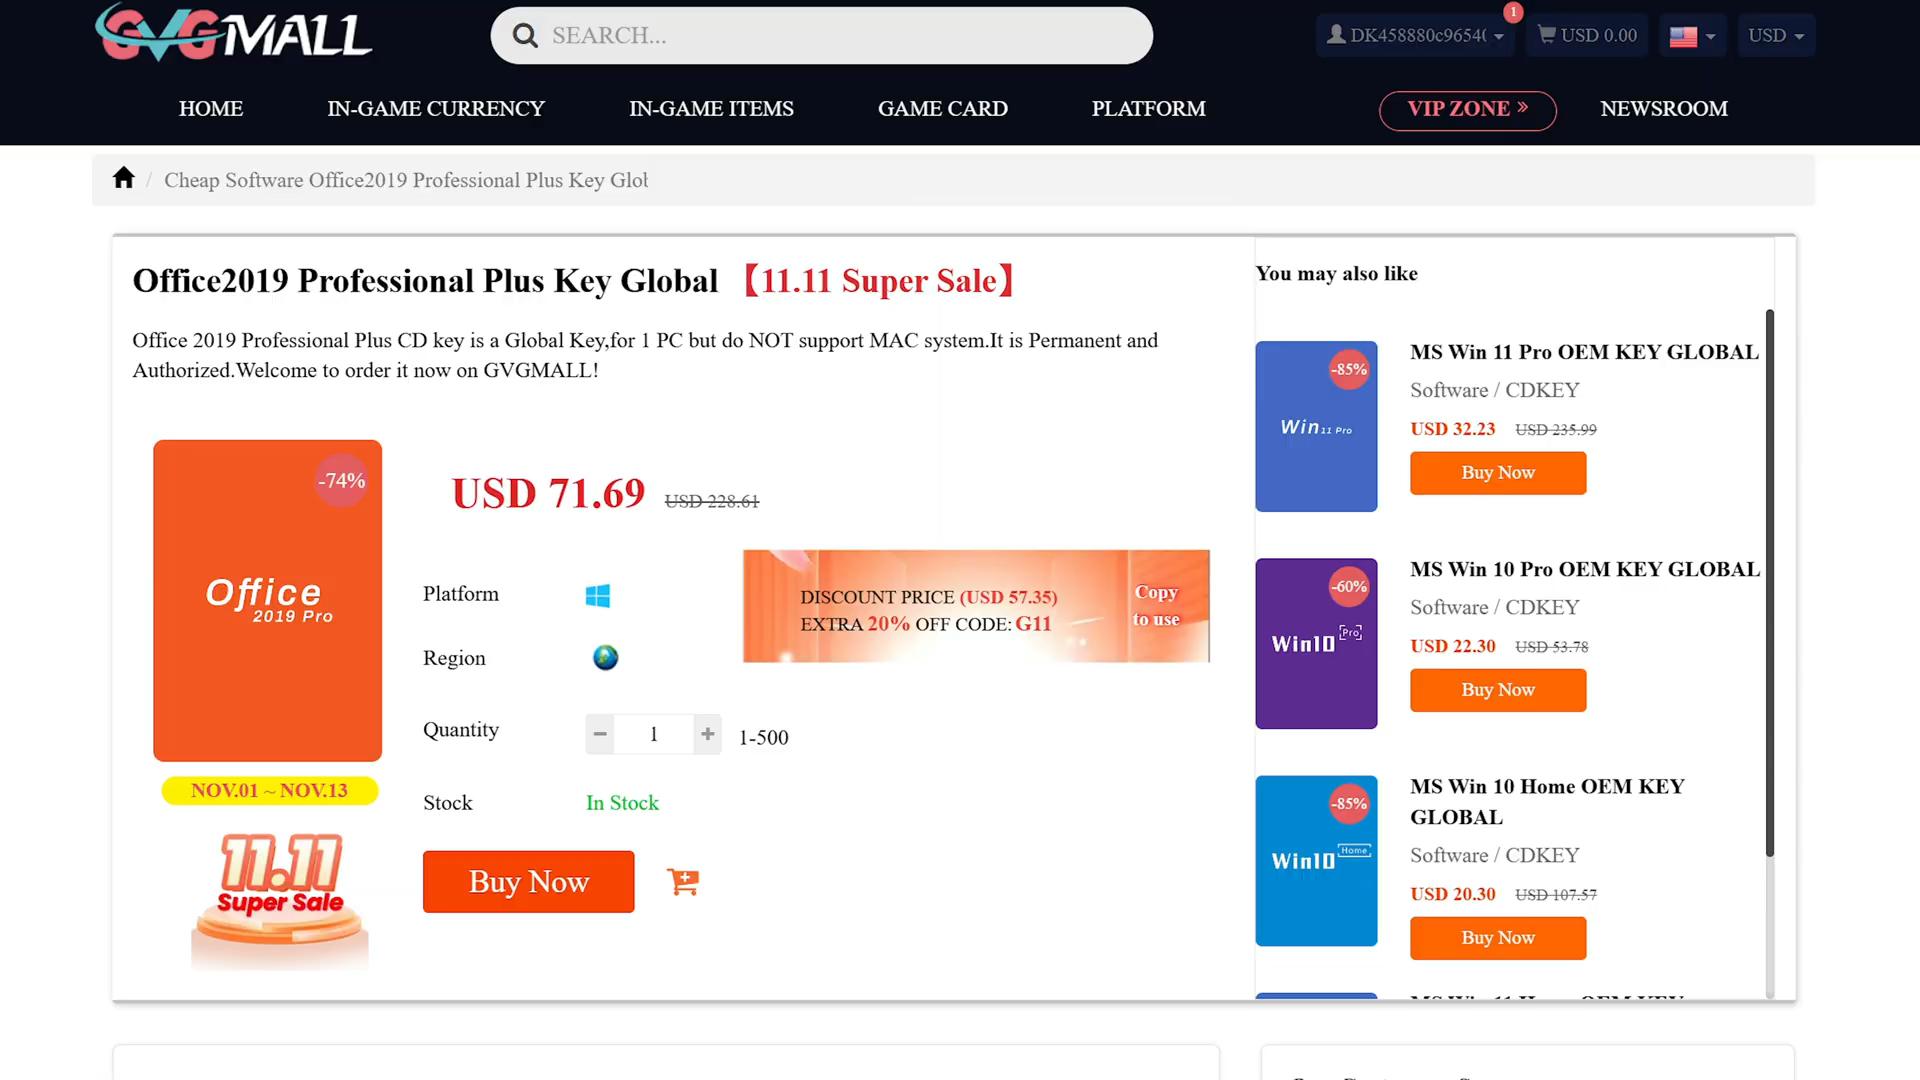 GVGMALL
SEARCH...
DK458880c9654
1
USD 0.00
USD
HOME
IN-GAME CURRENCY
IN-GAME ITEMS
GAME CARD
PLATFORM
VIP ZONE »
NEWSROOM
/ Cheap Software Office2019 Professional Plus Key Glob
Office2019 Professional Plus Key Global 【11.11 Super Sale】
Office 2019 Professional Plus CD key is a Global Key,for 1 PC but do NOT support MAC system.It is Permanent and
Authorized.Welcome to order it now on GVGMALL!
-74%
Office
2019 Pro
NOV.01 ~ NOV.13
11.11
Super Sale
USD 71.69 USD 228.61
Platform
DISCOUNT PRICE (USD 57.35)
EXTRA 20% OFF CODE: G11
Copy
to use
Region
Quantity
− 1 + 1-500
Stock
In Stock
Buy Now
You may also like
-85%
Win 11 Pro
MS Win 11 Pro OEM KEY GLOBAL
Software / CDKEY
USD 32.23 USD 235.99
Buy Now
-60%
Win10 Pro
MS Win 10 Pro OEM KEY GLOBAL
Software / CDKEY
USD 22.30 USD 53.78
Buy Now
-85%
Win10 Home
MS Win 10 Home OEM KEY
GLOBAL
Software / CDKEY
USD 20.30 USD 107.57
Buy Now